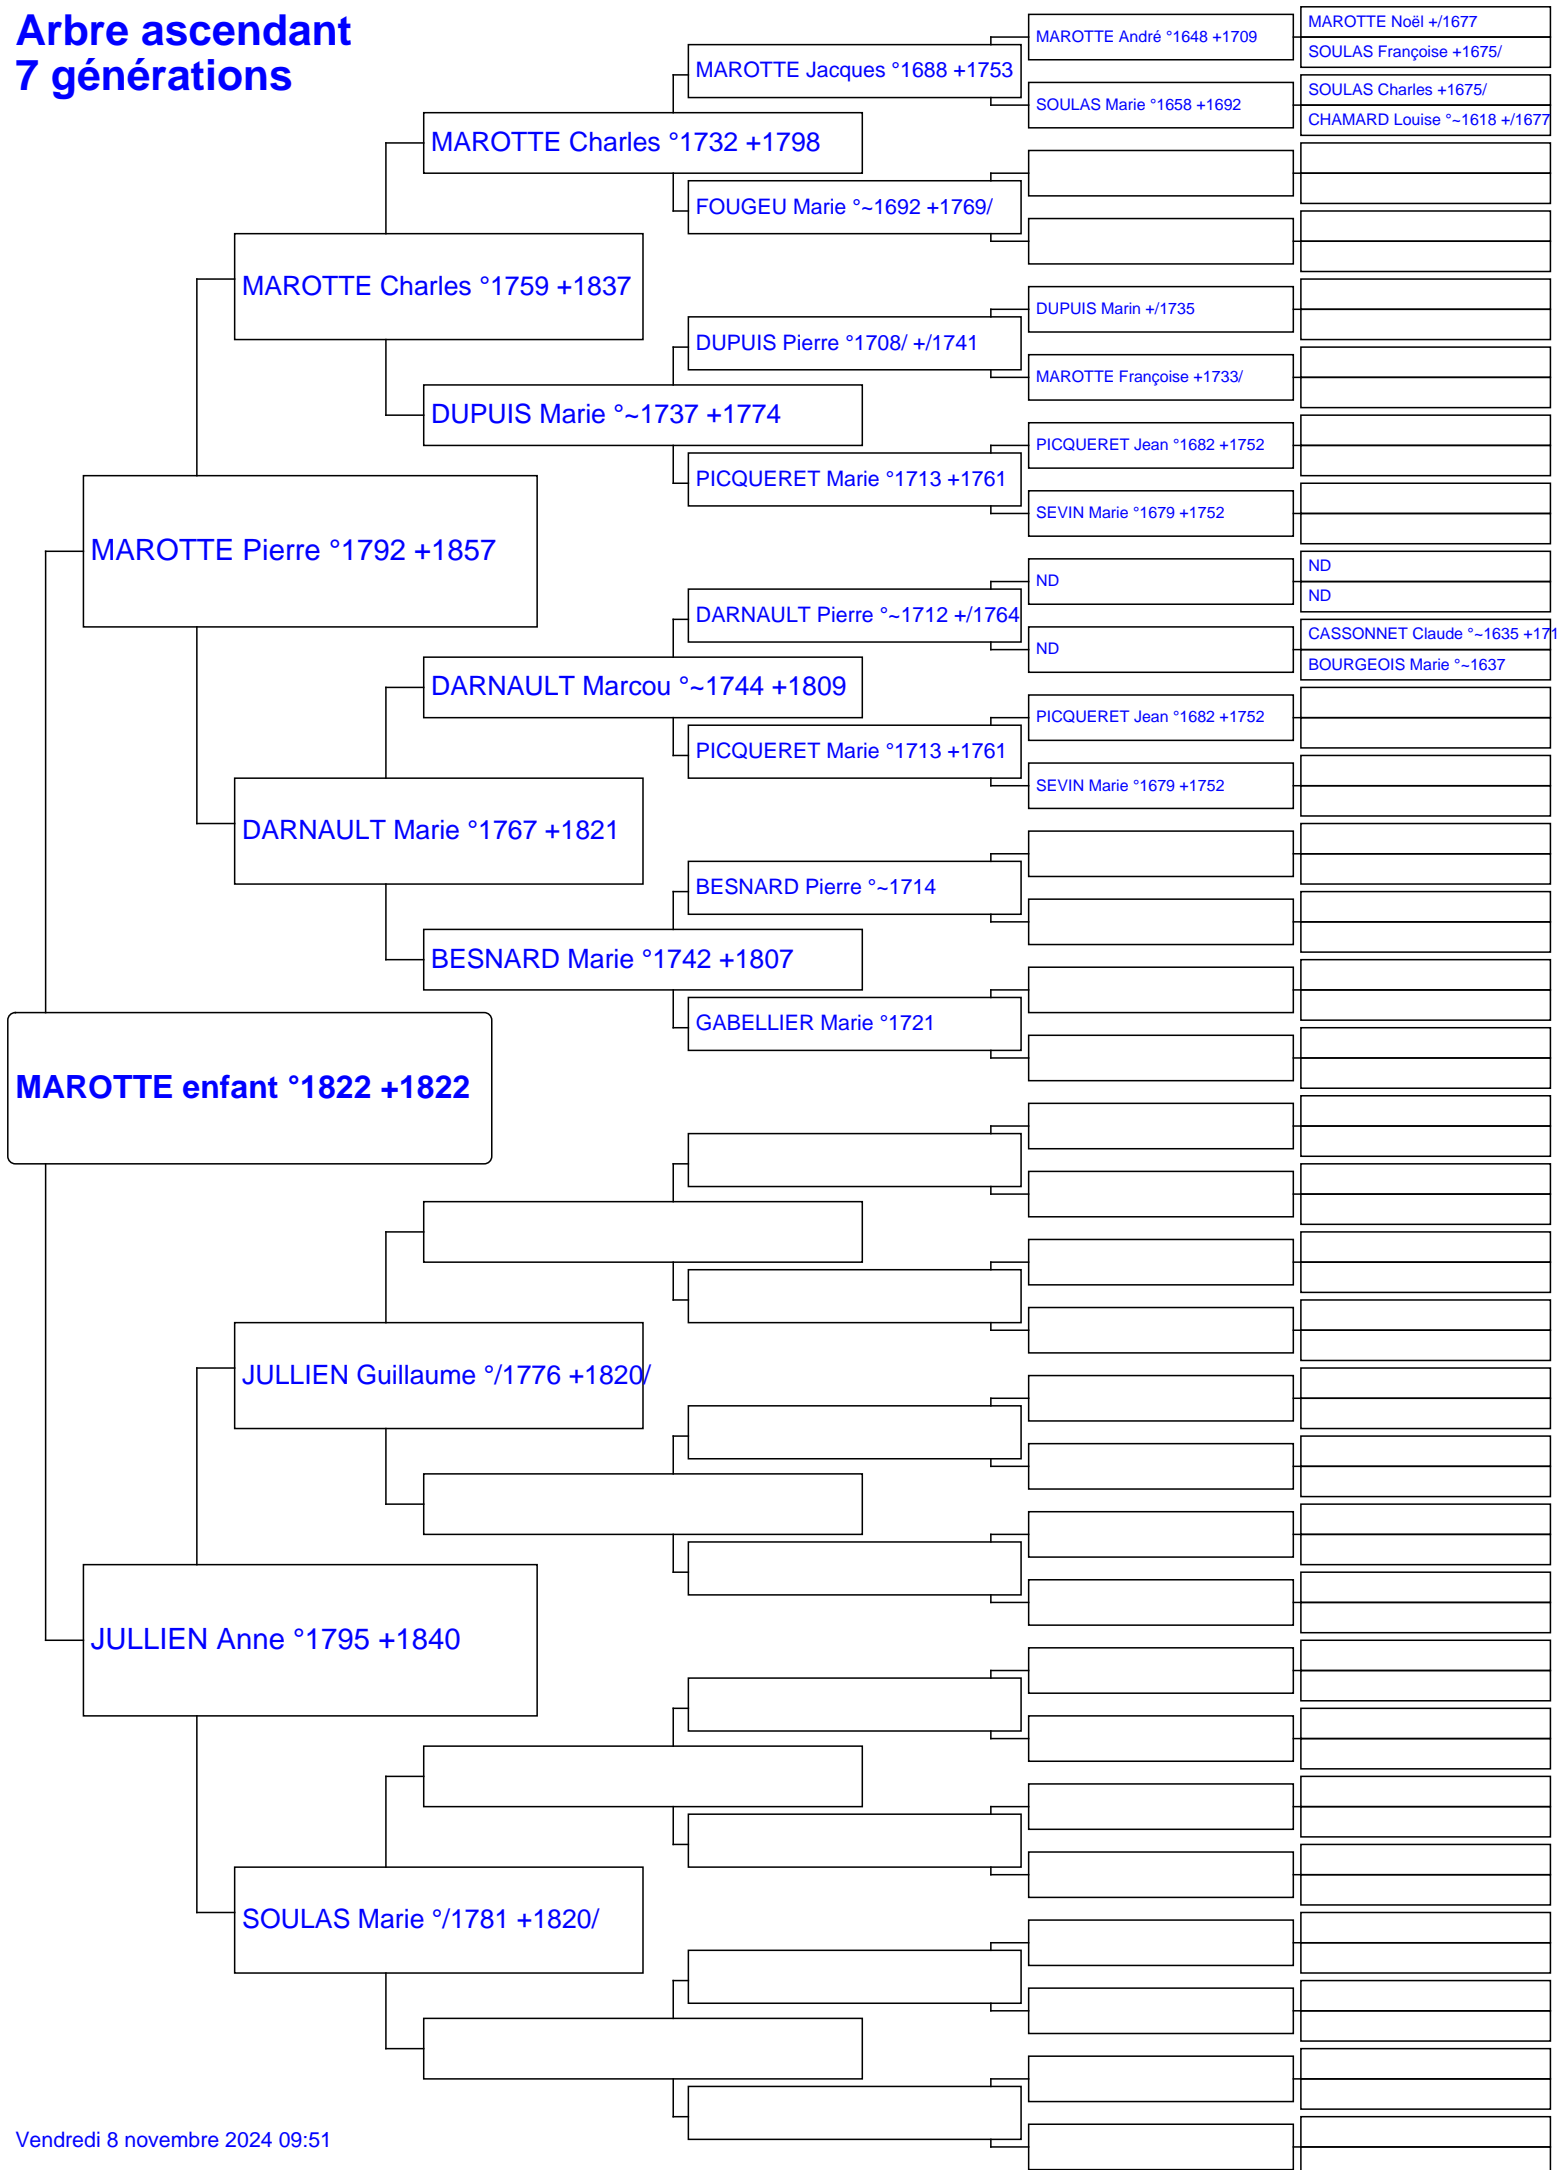 Arbre ascendant
7 générations
MAROTTE Noël +/1677
MAROTTE André °1648 +1709
SOULAS Françoise +1675/
MAROTTE Jacques °1688 +1753
SOULAS Charles +1675/
SOULAS Marie °1658 +1692
CHAMARD Louise °~1618 +/1677
MAROTTE Charles °1732 +1798
FOUGEU Marie °~1692 +1769/
MAROTTE Charles °1759 +1837
DUPUIS Marin +/1735
DUPUIS Pierre °1708/ +/1741
MAROTTE Françoise +1733/
DUPUIS Marie °~1737 +1774
PICQUERET Jean °1682 +1752
PICQUERET Marie °1713 +1761
SEVIN Marie °1679 +1752
MAROTTE Pierre °1792 +1857
ND
ND
ND
DARNAULT Pierre °~1712 +/1764
CASSONNET Claude °~1635 +171
ND
BOURGEOIS Marie °~1637
DARNAULT Marcou °~1744 +1809
PICQUERET Jean °1682 +1752
PICQUERET Marie °1713 +1761
SEVIN Marie °1679 +1752
DARNAULT Marie °1767 +1821
BESNARD Pierre °~1714
BESNARD Marie °1742 +1807
GABELLIER Marie °1721
MAROTTE enfant °1822 +1822
JULLIEN Guillaume °/1776 +1820/
JULLIEN Anne °1795 +1840
SOULAS Marie °/1781 +1820/
Vendredi 8 novembre 2024 09:51